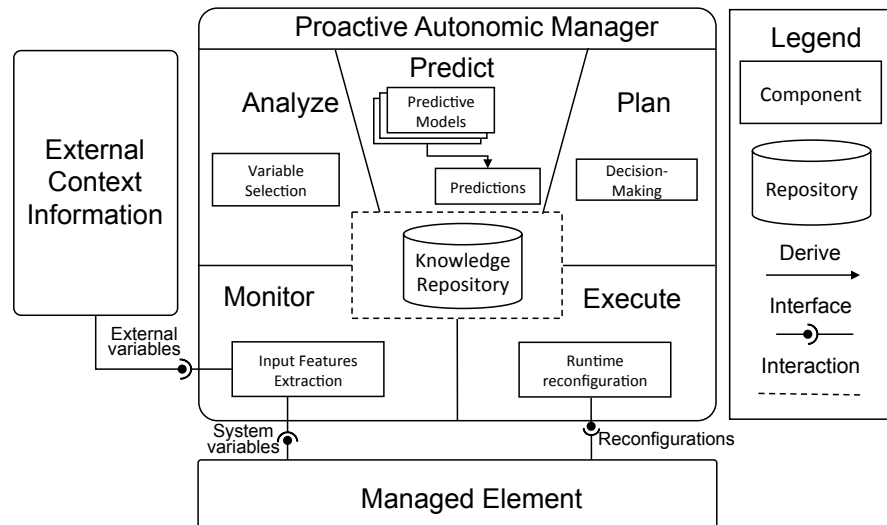 Proactive Autonomic Manager
Predict
Analyze
Plan
Predictive
Models
Variable
Selection
Predictions
Decision-
Making
Knowledge
Repository
Monitor
Execute
Input Features
Extraction
Runtime
reconfiguration
External
Context
Information
External
variables
System
variables
Reconfigurations
Managed Element
Legend
Component
Repository
Derive
Interface
Interaction